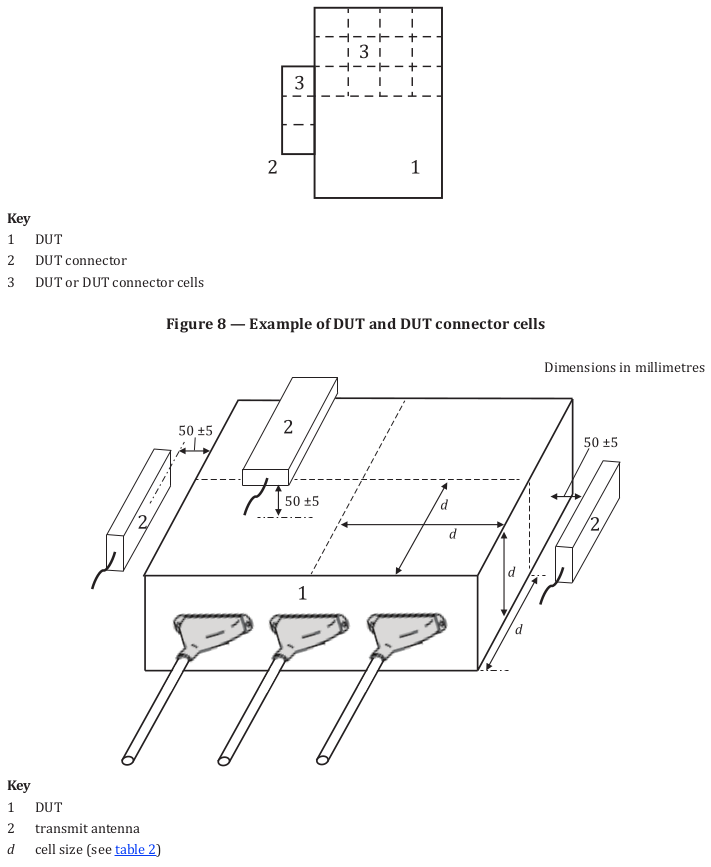 3
3
2
1
Key
1 DUT
2 DUT connector
3 DUT or DUT connector cells
Figure 8 — Example of DUT and DUT connector cells
Dimensions in millimetres
50 ±5
2
50 ±5
2
50 ±5
2
d
d
d
d
1
Key
1 DUT
2 transmit antenna
d cell size (see table 2)